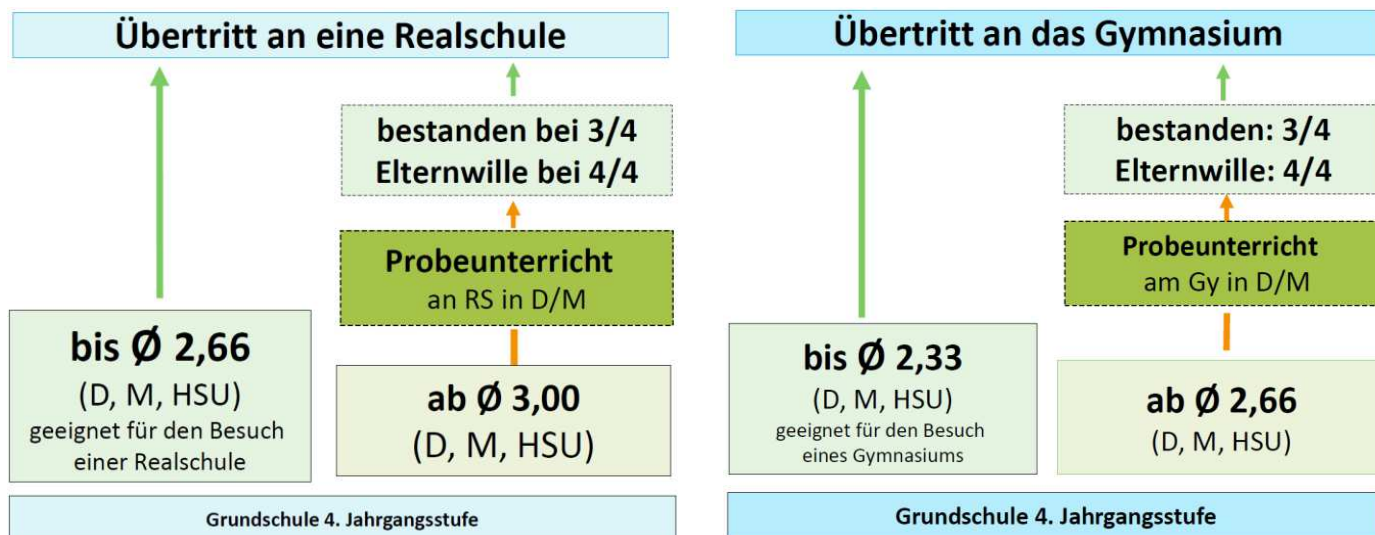 Übertritt an eine Realschule
bestanden bei 3/4
Elternwille bei 4/4
Probeunterricht
an RS in D/M
bis Ø 2,66
(D, M, HSU)
geeignet für den Besuch
einer Realschule
ab Ø 3,00
(D, M, HSU)
Grundschule 4. Jahrgangsstufe
Übertritt an das Gymnasium
bestanden: 3/4
Elternwille: 4/4
Probeunterricht
am Gy in D/M
bis Ø 2,33
(D, M, HSU)
geeignet für den Besuch
eines Gymnasiums
ab Ø 2,66
(D, M, HSU)
Grundschule 4. Jahrgangsstufe